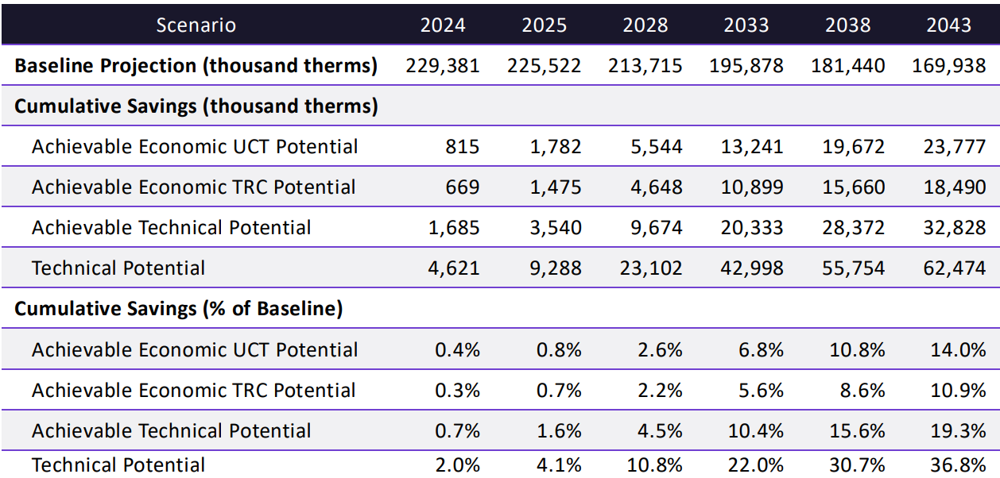 Scenario 2024 2025 2028 2033 2038 2043
Baseline Projection (thousand therms) 229,381 225,522 213,715 195,878 181,440 169,938
Cumulative Savings (thousand therms)
Achievable Economic UCT Potential 815 1,782 5,544 13,241 19,672 23,777
Achievable Economic TRC Potential 669 1,475 4,648 10,899 15,660 18,490
Achievable Technical Potential 1,685 3,540 9,674 20,333 28,372 32,828
Technical Potential 4,621 9,288 23,102 42,998 55,754 62,474
Cumulative Savings (% of Baseline)
Achievable Economic UCT Potential 0.4% 0.8% 2.6% 6.8% 10.8% 14.0%
Achievable Economic TRC Potential 0.3% 0.7% 2.2% 5.6% 8.6% 10.9%
Achievable Technical Potential 0.7% 1.6% 4.5% 10.4% 15.6% 19.3%
Technical Potential 2.0% 4.1% 10.8% 22.0% 30.7% 36.8%